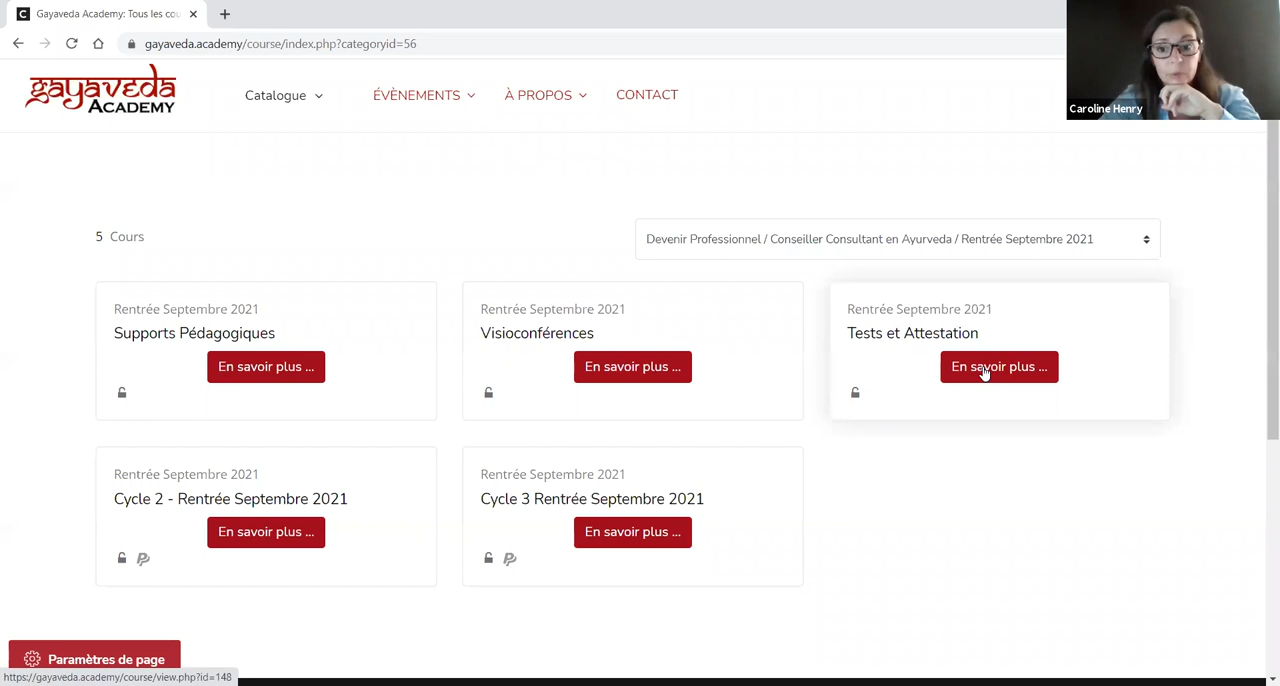 Gayaveda Academy: Tous les cou
gayaveda.academy/course/index.php?categoryid=56
gayaveda
ACADEMY
Catalogue
ÉVÈNEMENTS
À PROPOS
CONTACT
Caroline Henry
5 Cours
Devenir Professionnel / Conseiller Consultant en Ayurveda / Rentrée Septembre 2021
Rentrée Septembre 2021
Supports Pédagogiques
En savoir plus ...
Rentrée Septembre 2021
Visioconférences
En savoir plus ...
Rentrée Septembre 2021
Tests et Attestation
En savoir plus ...
Rentrée Septembre 2021
Cycle 2 - Rentrée Septembre 2021
En savoir plus ...
Rentrée Septembre 2021
Cycle 3 Rentrée Septembre 2021
En savoir plus ...
Paramètres de page
https://gayaveda.academy/course/view.php?id=148